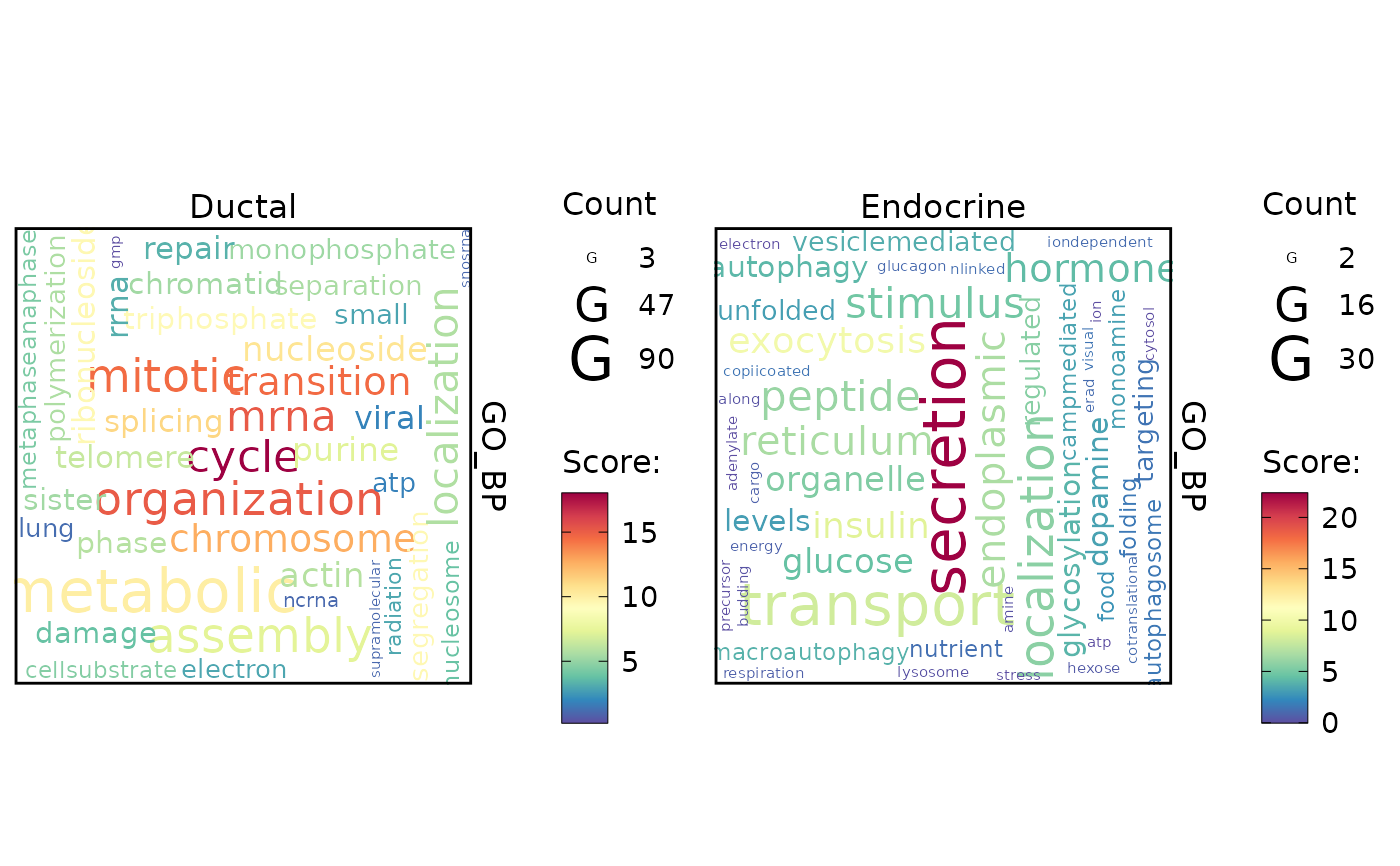 Ductal
metaphaseanaphase
polymerization
ribonucleoside
gmp
repair
monophosphate
snosrna
rrna
chromatid
separation
triphosphate
small
nucleoside
localization
mitotic
transition
splicing
mrna
viral
telomere
cycle
purine
sister
organization
atp
lung
phase
chromosome
segregation
metabolic
actin
ncrna
supramolecular
radiation
nucleosome
damage
assembly
cellsubstrate
electron
GO_BP
Count
G 3
G 47
G 90
Score:
15
10
5
Endocrine
electron
vesiclemediated
iondependent
autophagy
glucagon
nlinked
hormone
unfolded
stimulus
regulated
campmediated
ion
monoamine
cytosol
exocytosis
secretion
endoplasmic
visual
copiicoated
along
peptide
erad
targeting
adenylate
reticulum
localization
glycosylation
dopamine
cargo
organelle
folding
levels
insulin
autophagosome
energy
glucose
precursor
budding
transport
amine
food
cotranslational
macroautophagy
nutrient
atp
respiration
lysosome
stress
hexose
GO_BP
Count
G 2
G 16
G 30
Score:
20
15
10
5
0